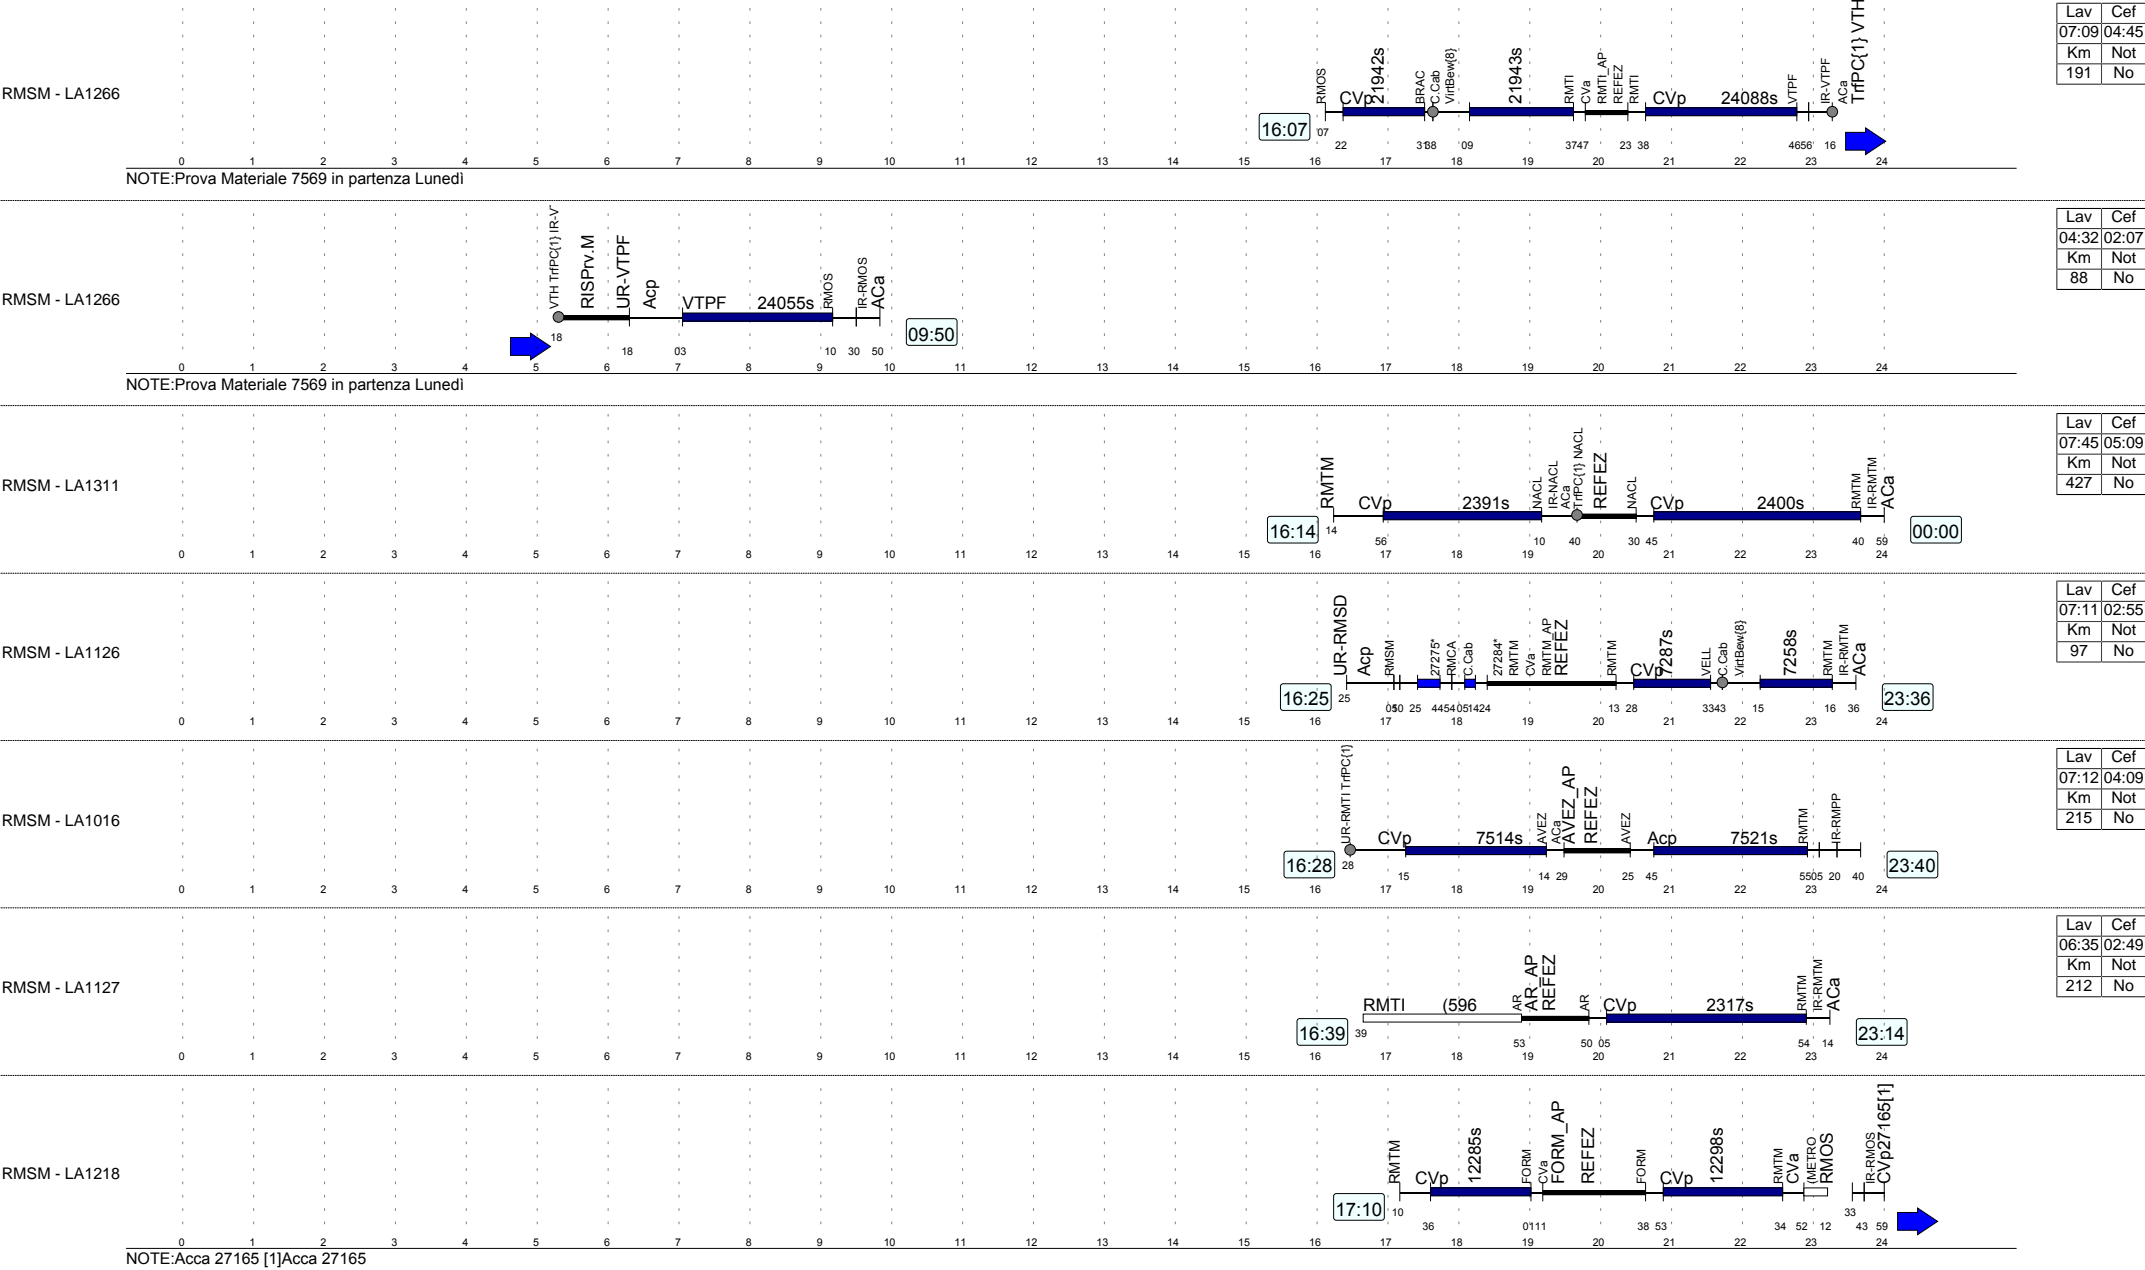 TrfPC{1} VTH
Lav Cef
07:09 04:45
Km Not
191 No
RMSM - LA1266
16:07
RMOS CVp 21942s BRAC C.Cab VirtBew{8} 21943s RMTI CVa RMTI_AP REFEZ RMTI CVp 24088s VTPF IR-VTPF ACa
07 22 31 38 09 37 47 23 38 46 56 16
0 1 2 3 4 5 6 7 8 9 10 11 12 13 14 15 16 17 18 19 20 21 22 23 24
NOTE:Prova Materiale 7569 in partenza Lunedì
Lav Cef
04:32 02:07
Km Not
88 No
RMSM - LA1266
VTH TrfPC{1} RISPrv.M UR-VTPF Acp VTPF 24055s RMOS IR-RMOS ACa
09:50
18 18 03 10 30 50
0 1 2 3 4 5 6 7 8 9 10 11 12 13 14 15 16 17 18 19 20 21 22 23 24
NOTE:Prova Materiale 7569 in partenza Lunedì
Lav Cef
07:45 05:09
Km Not
427 No
RMSM - LA1311
16:14
RMTM CVp 2391s NACL IR-NACL ACa TrfPC{1} NACL REFEZ NACL CVp 2400s RMTM IR-RMTM ACa
00:00
14 56 10 40 30 45 40 59
0 1 2 3 4 5 6 7 8 9 10 11 12 13 14 15 16 17 18 19 20 21 22 23 24
Lav Cef
07:11 02:55
Km Not
97 No
RMSM - LA1126
16:25
UR-RMSD Acp RMSM 27275* RMCA C.Cab 27284* RMTM CVa RMTM_AP REFEZ RMTM CVp 7287s VELL C.Cab VirtBew{8} 7258s RMTM IR-RMTM ACa
23:36
25 05 10 25 44 54 05 14 24 13 28 33 43 15 16 36
0 1 2 3 4 5 6 7 8 9 10 11 12 13 14 15 16 17 18 19 20 21 22 23 24
Lav Cef
07:12 04:09
Km Not
215 No
RMSM - LA1016
16:28
UR-RMTI TrfPC{1} CVp 7514s AVEZ ACa AVEZ_AP REFEZ AVEZ Acp 7521s RMTM IR-RMPP
23:40
28 15 14 29 25 45 55 05 20 40
0 1 2 3 4 5 6 7 8 9 10 11 12 13 14 15 16 17 18 19 20 21 22 23 24
Lav Cef
06:35 02:49
Km Not
212 No
RMSM - LA1127
16:39
RMTI (596 AR AR_AP REFEZ AR CVp 2317s RMTM IR-RMTM ACa
23:14
39 53 50 05 54 14
0 1 2 3 4 5 6 7 8 9 10 11 12 13 14 15 16 17 18 19 20 21 22 23 24
RMSM - LA1218
17:10
RMTM CVp 12285s FORM CVa FORM_AP REFEZ FORM CVp 12298s RMTM CVa (METRO RMOS IR-RMOS CVp27165[1]
10 36 01 11 38 53 34 52 12 33 43 59
0 1 2 3 4 5 6 7 8 9 10 11 12 13 14 15 16 17 18 19 20 21 22 23 24
NOTE:Acca 27165 [1]Acca 27165